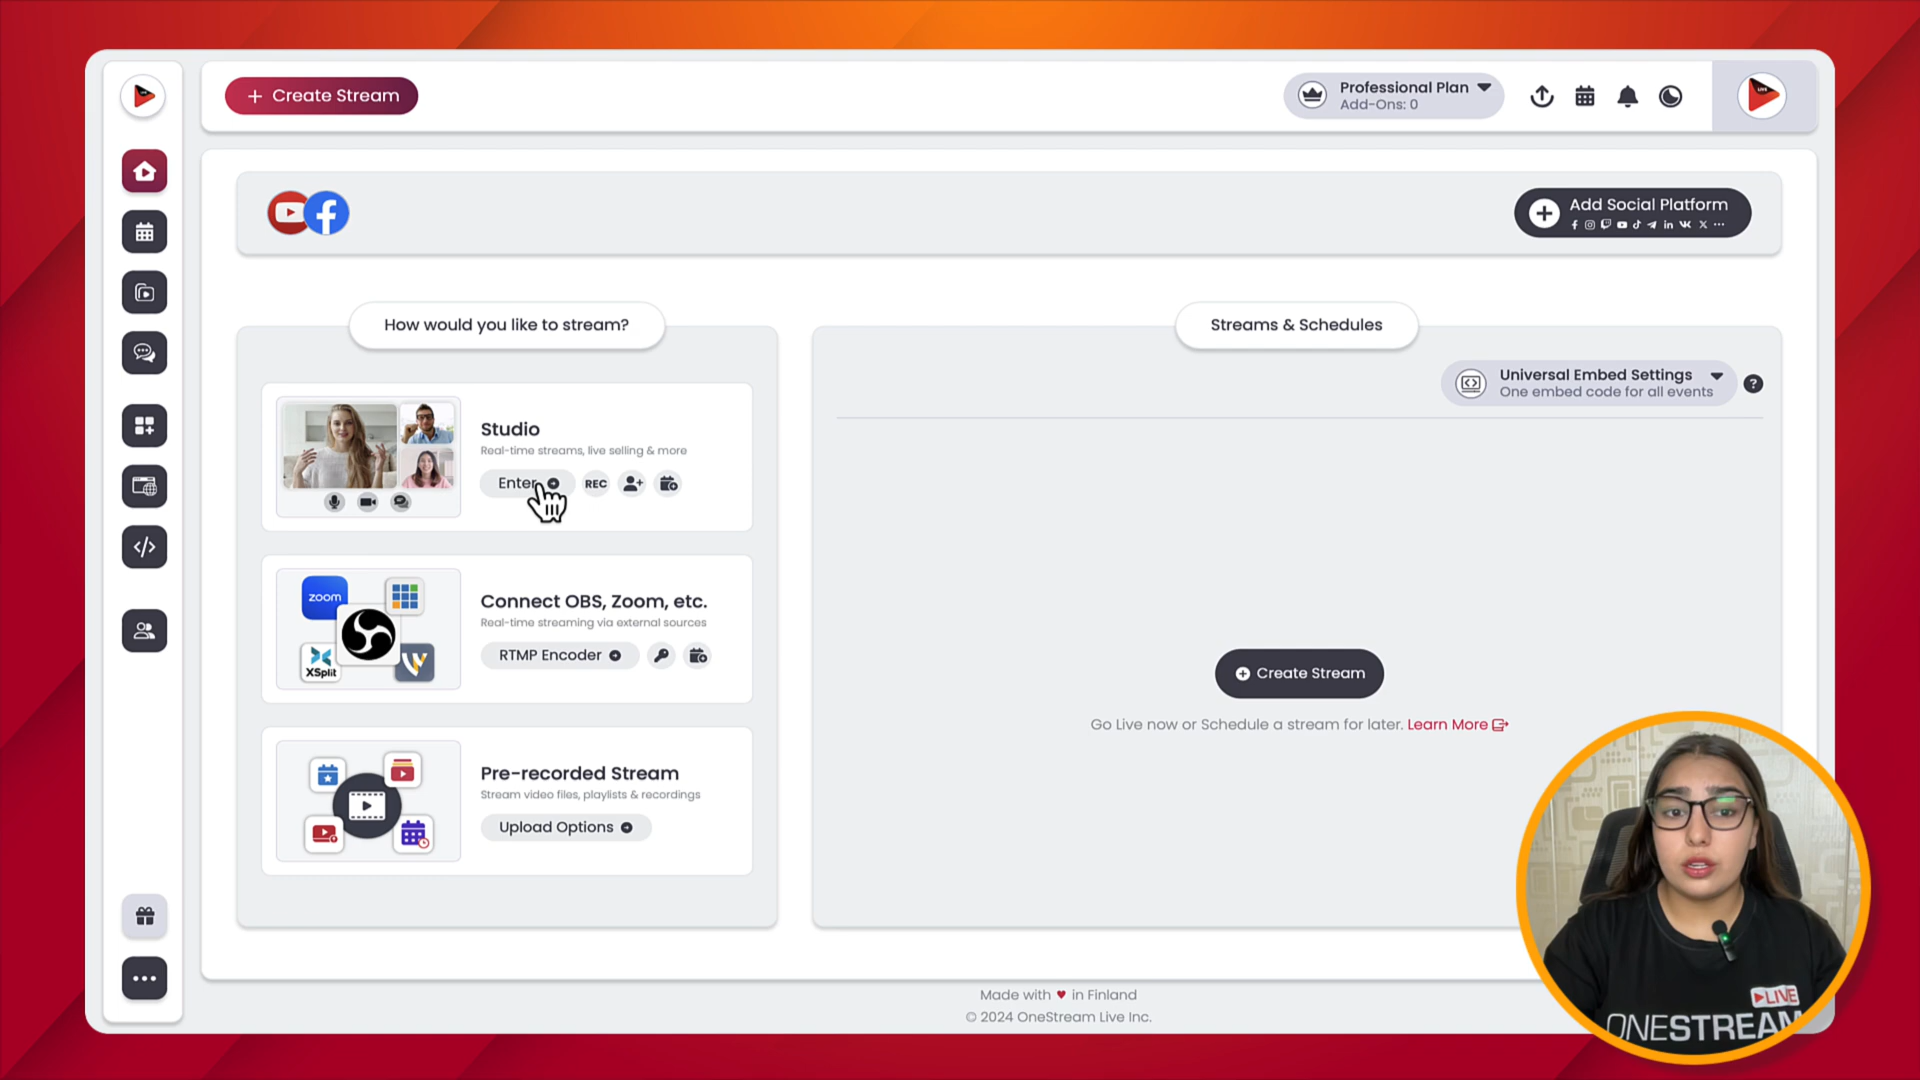 + Create Stream
Professional Plan
Add-Ons: 0
Add Social Platform
How would you like to stream?
Streams & Schedules
Universal Embed Settings
One embed code for all events
Studio
Real-time streams, live selling & more
Enter
REC
Connect OBS, Zoom, etc.
Real-time streaming via external sources
RTMP Encoder
zoom
XSplit
Create Stream
Go Live now or Schedule a stream for later. Learn More
Pre-recorded Stream
Stream video files, playlists & recordings
Upload Options
Made with ♥ in Finland
© 2024 OneStream Live Inc.
LIVE
ONESTREAM